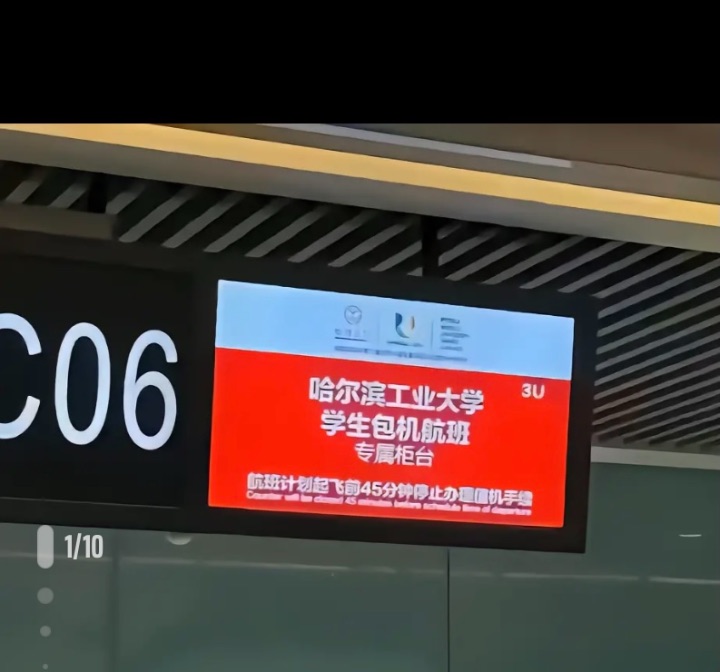 C06
3U
哈尔滨工业大学
学生包机航班
专属柜台
航班计划起飞前45分钟停止办理值机手续
Counter will be closed 45 minutes before schedule time of departure
1/10